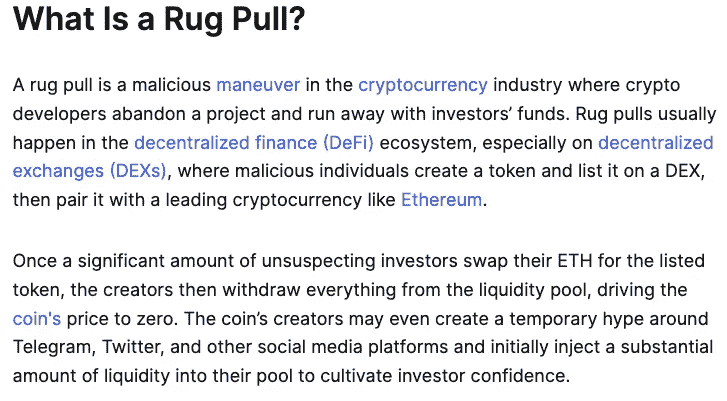 What Is a Rug Pull?
A rug pull is a malicious maneuver in the cryptocurrency industry where crypto
developers abandon a project and run away with investors’ funds. Rug pulls usually
happen in the decentralized finance (DeFi) ecosystem, especially on decentralized
exchanges (DEXs), where malicious individuals create a token and list it on a DEX,
then pair it with a leading cryptocurrency like Ethereum.
Once a significant amount of unsuspecting investors swap their ETH for the listed
token, the creators then withdraw everything from the liquidity pool, driving the
coin's price to zero. The coin’s creators may even create a temporary hype around
Telegram, Twitter, and other social media platforms and initially inject a substantial
amount of liquidity into their pool to cultivate investor confidence.